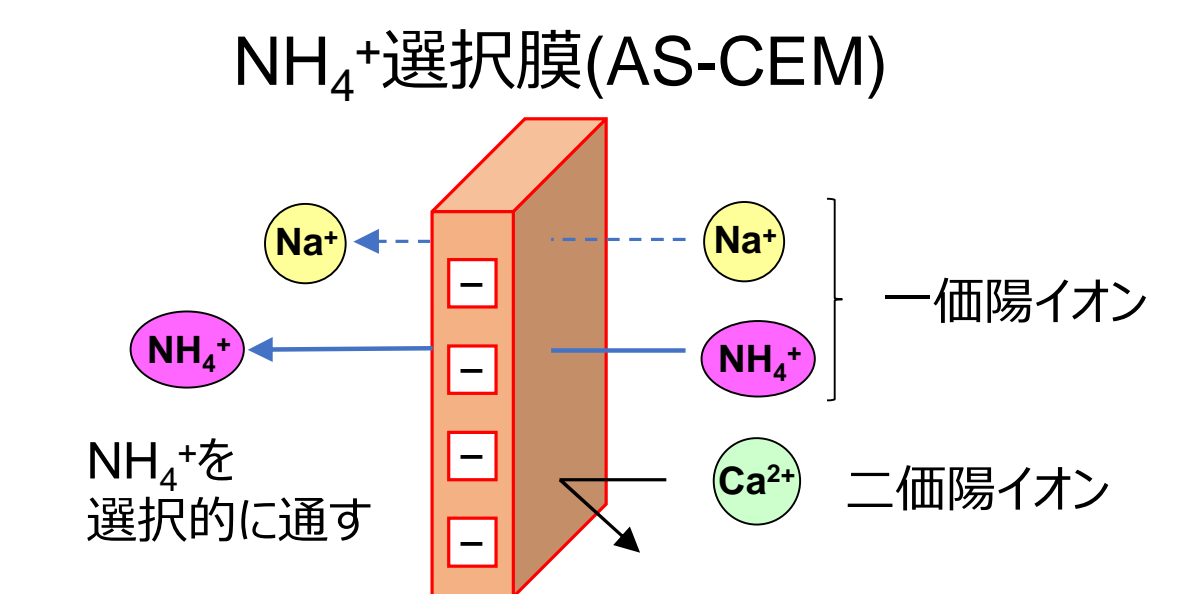 NH₄⁺選択膜(AS-CEM)
Na⁺
Na⁺
一価陽イオン
−
NH₄⁺
NH₄⁺
−
NH₄⁺を
選択的に通す
−
Ca²⁺
二価陽イオン
−